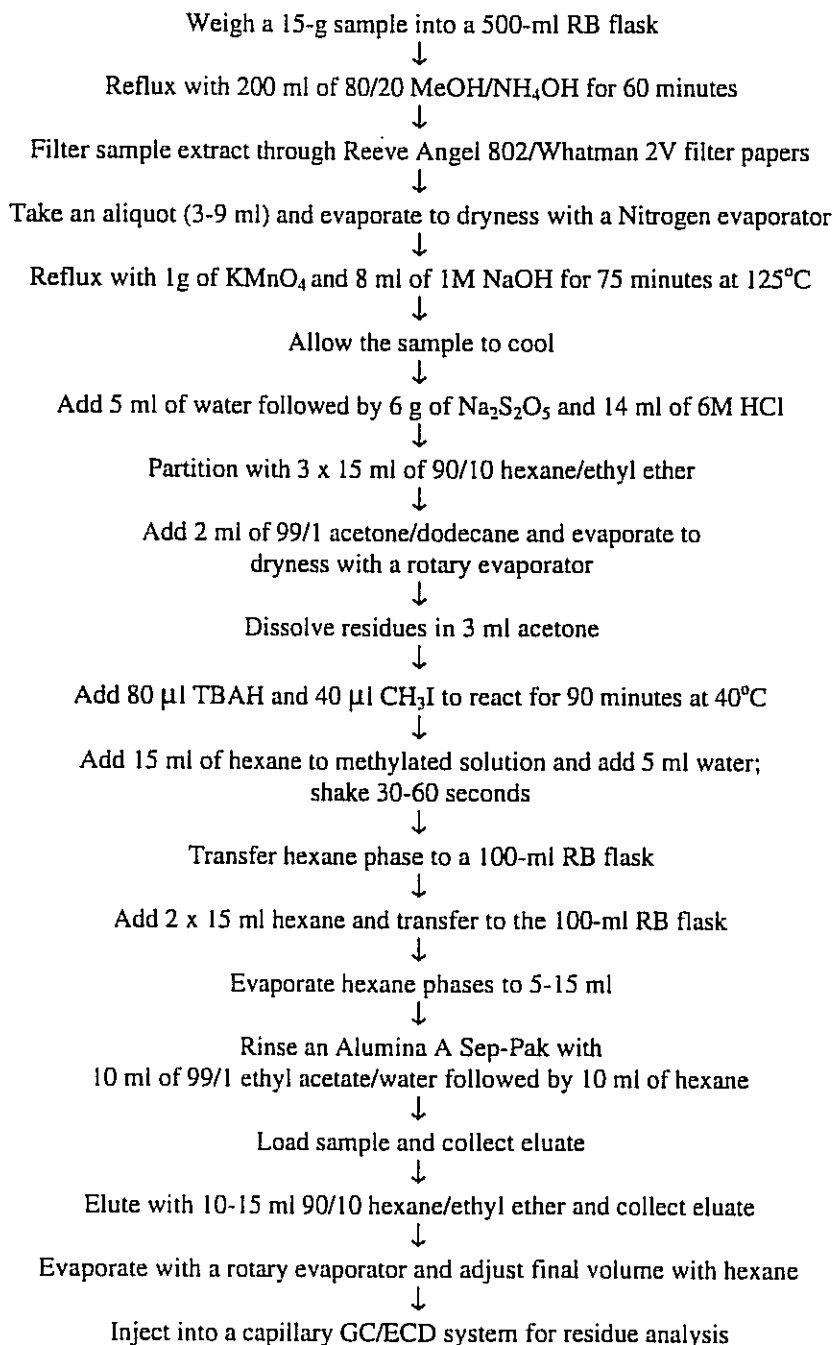 Weigh a 15-g sample into a 500-ml RB flask
↓
Reflux with 200 ml of 80/20 MeOH/NH₄OH for 60 minutes
↓
Filter sample extract through Reeve Angel 802/Whatman 2V filter papers
↓
Take an aliquot (3-9 ml) and evaporate to dryness with a Nitrogen evaporator
↓
Reflux with 1g of KMnO₄ and 8 ml of 1M NaOH for 75 minutes at 125°C
↓
Allow the sample to cool
↓
Add 5 ml of water followed by 6 g of Na₂S₂O₅ and 14 ml of 6M HCl
↓
Partition with 3 x 15 ml of 90/10 hexane/ethyl ether
↓
Add 2 ml of 99/1 acetone/dodecane and evaporate to
dryness with a rotary evaporator
↓
Dissolve residues in 3 ml acetone
↓
Add 80 µl TBAH and 40 µl CH₃I to react for 90 minutes at 40°C
↓
Add 15 ml of hexane to methylated solution and add 5 ml water;
shake 30-60 seconds
↓
Transfer hexane phase to a 100-ml RB flask
↓
Add 2 x 15 ml hexane and transfer to the 100-ml RB flask
↓
Evaporate hexane phases to 5-15 ml
↓
Rinse an Alumina A Sep-Pak with
10 ml of 99/1 ethyl acetate/water followed by 10 ml of hexane
↓
Load sample and collect eluate
↓
Elute with 10-15 ml 90/10 hexane/ethyl ether and collect eluate
↓
Evaporate with a rotary evaporator and adjust final volume with hexane
↓
Inject into a capillary GC/ECD system for residue analysis